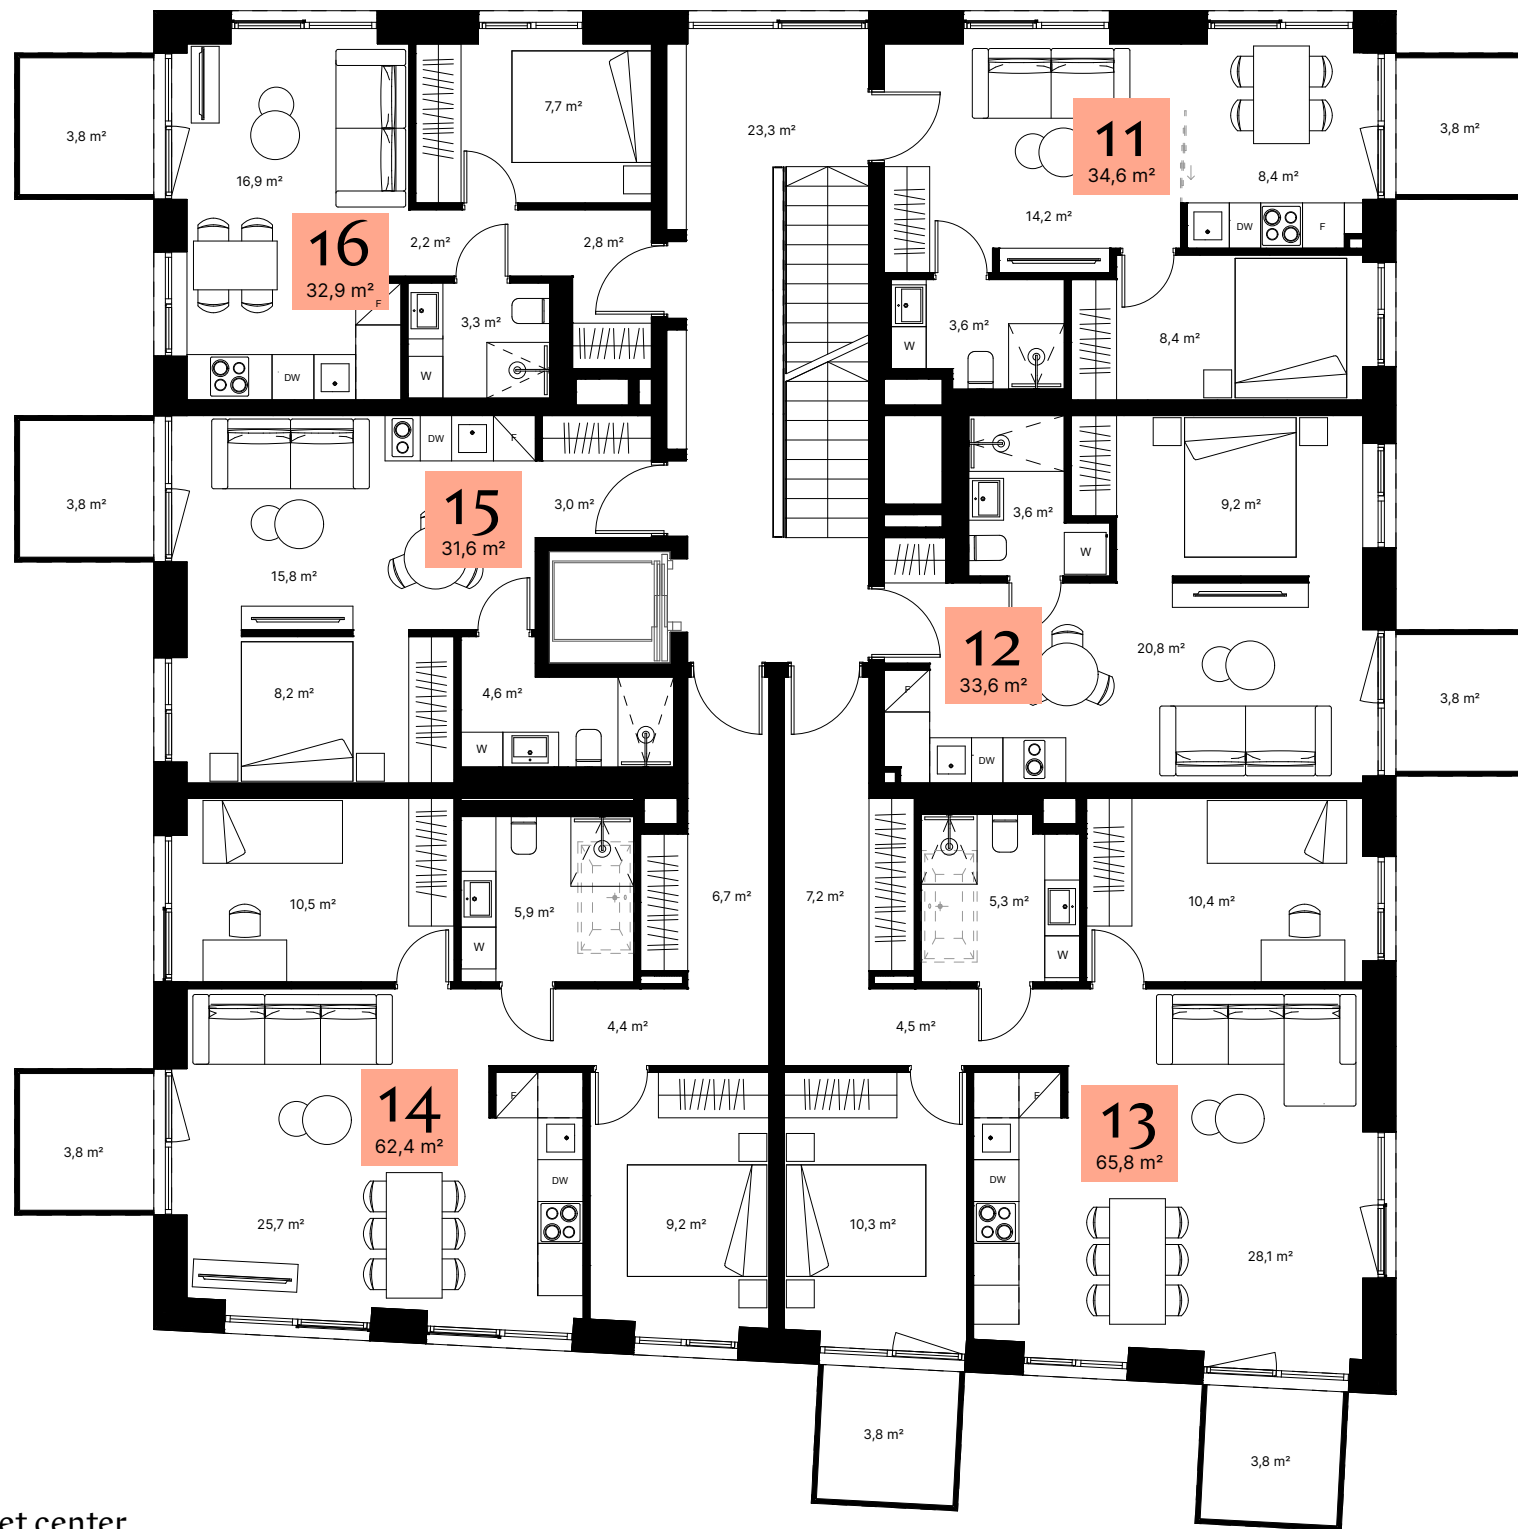 7,7 m²
23,3 m²
11
34,6 m²
3,8 m²
3,8 m²
16,9 m²
8,4 m²
14,2 m²
DW
F
16
32,9 m²
2,2 m²
2,8 m²
F
3,3 m²
3,6 m²
W
8,4 m²
DW
W
3,8 m²
DW
F
15
31,6 m²
3,0 m²
15,8 m²
9,2 m²
3,6 m²
W
12
33,6 m²
20,8 m²
3,8 m²
8,2 m²
4,6 m²
W
F
DW
10,5 m²
5,9 m²
W
6,7 m²
7,2 m²
5,3 m²
W
10,4 m²
4,4 m²
4,5 m²
14
62,4 m²
F
F
13
65,8 m²
3,8 m²
DW
DW
25,7 m²
9,2 m²
10,3 m²
28,1 m²
3,8 m²
3,8 m²
et center